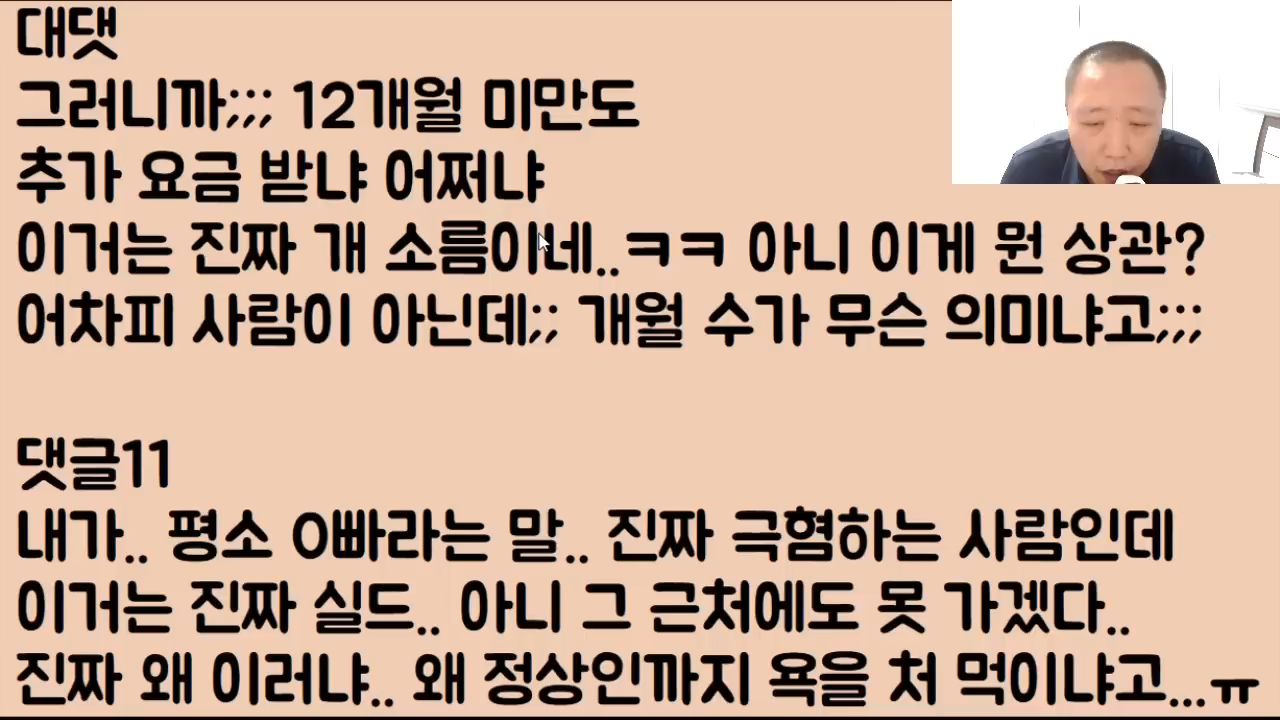 대댓
그러니까;;; 12개월 미만도
추가 요금 받냐 어쩌냐
이거는 진짜 개 소름이네..ㅋㅋ 아니 이게 뭔 상관?
어차피 사람이 아닌데;; 개월 수가 무슨 의미냐고;;;
댓글11
내가.. 평소 O빠라는 말.. 진짜 극혐하는 사람인데
이거는 진짜 실드.. 아니 그 근처에도 못 가겠다..
진짜 왜 이러냐.. 왜 정상인까지 욕을 처 먹이냐고...ㅠ